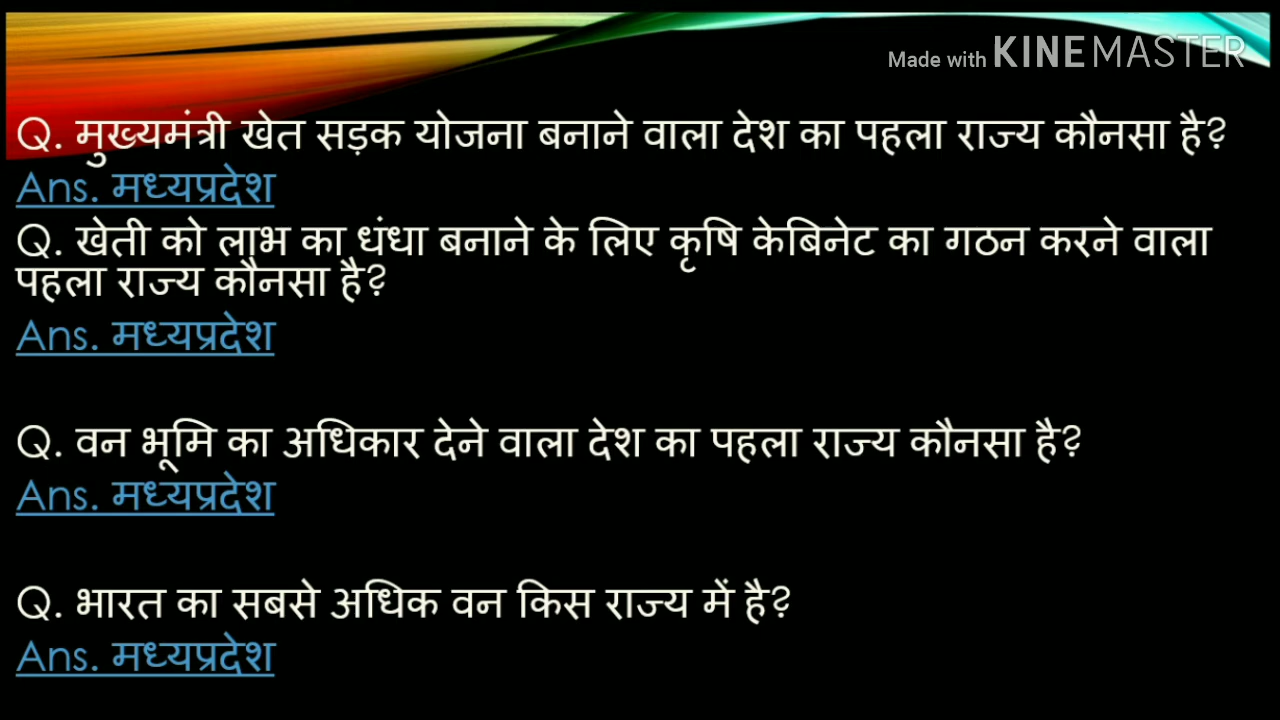 Made with KINEMASTER
Q. मुख्यमंत्री खेत सड़क योजना बनाने वाला देश का पहला राज्य कौनसा है?
Ans. मध्यप्रदेश
Q. खेती को लाभ का धंधा बनाने के लिए कृषि केबिनेट का गठन करने वाला
पहला राज्य कौनसा है?
Ans. मध्यप्रदेश
Q. वन भूमि का अधिकार देने वाला देश का पहला राज्य कौनसा है?
Ans. मध्यप्रदेश
Q. भारत का सबसे अधिक वन किस राज्य में है?
Ans. मध्यप्रदेश